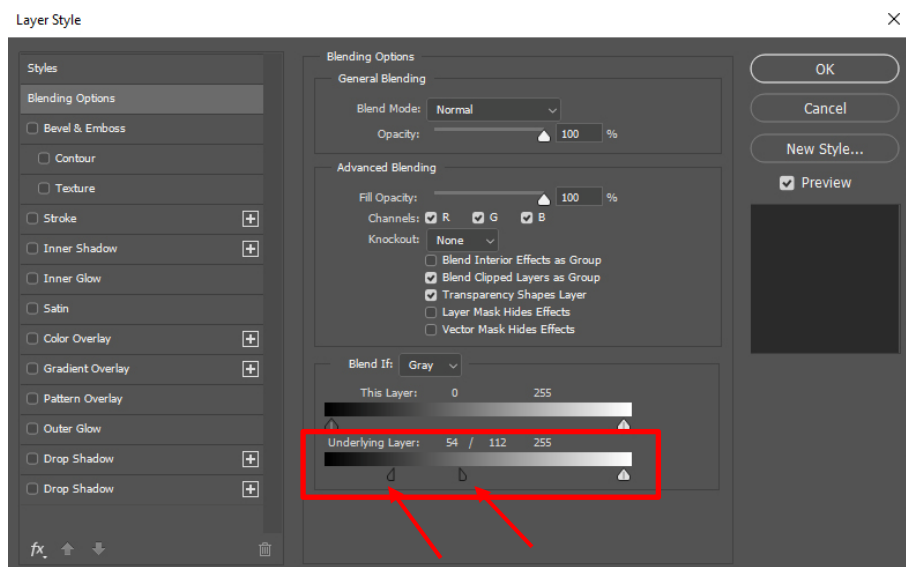 Layer Style
Styles
Blending Options
Bevel & Emboss
Contour
Texture
Stroke
Inner Shadow
Inner Glow
Satin
Color Overlay
Gradient Overlay
Pattern Overlay
Outer Glow
Drop Shadow
Drop Shadow
fx
Blending Options
General Blending
Blend Mode: Normal
Opacity: 100 %
Advanced Blending
Fill Opacity: 100 %
Channels: R G B
Knockout: None
Blend Interior Effects as Group
Blend Clipped Layers as Group
Transparency Shapes Layer
Layer Mask Hides Effects
Vector Mask Hides Effects
Blend If: Gray
This Layer: 0 255
Underlying Layer: 54 / 112 255
OK
Cancel
New Style...
Preview